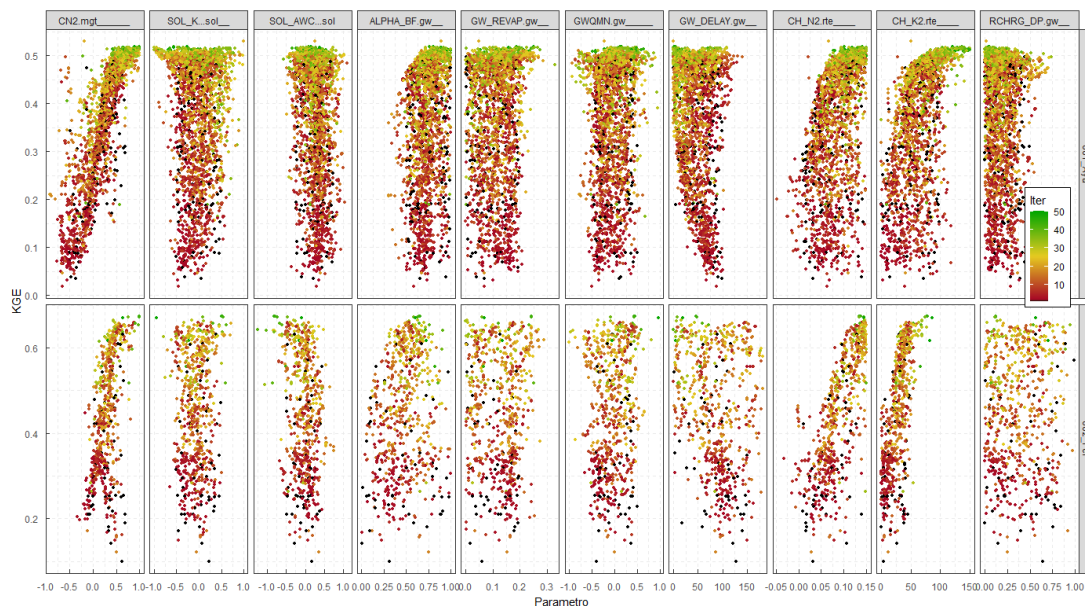 CN2.mgt______ SOL_K...sol__ SOL_AWC...sol ALPHA_BF.gw__ GW_REVAP.gw__ GWQMN.gw_____ GW_DELAY.gw__ CH_N2.rte____ CH_K2.rte____ RCHRG_DP.gw__
0.5
0.4
0.3
0.2
0.1
0.0
Iter
50
40
30
20
10
KGE
0.6
0.4
0.2
-1.0 -0.5 0.0 0.5 1.0 -0.5 0.0 0.5 1.0 -1.0 -0.5 0.0 0.5 0.00 0.25 0.50 0.75 1.00 0.0 0.1 0.2 0.3 -1.0 -0.5 0.0 0.5 1.0 0 50 100 150 -0.05 0.00 0.05 0.10 0.15 0 50 100 150 0.00 0.25 0.50 0.75 1.00
Parametro